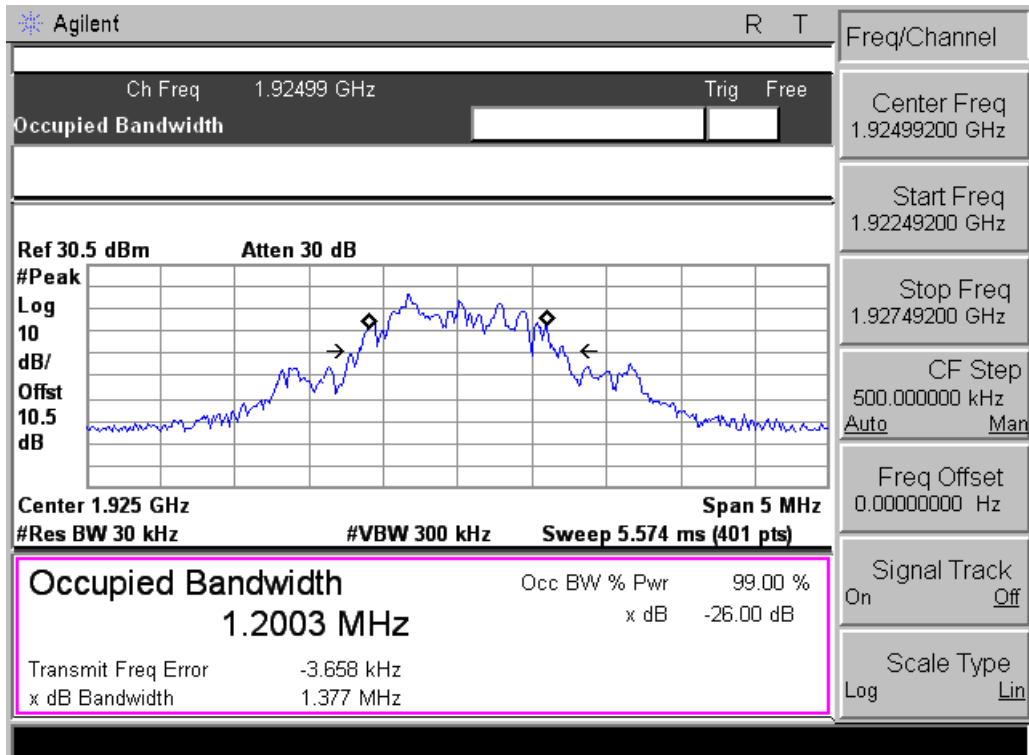 Agilent R T
Ch Freq 1.92499 GHz Trig Free
Occupied Bandwidth
Ref 30.5 dBm Atten 30 dB
#Peak
Log
10
dB/
Offst
10.5
dB
Center 1.925 GHz Span 5 MHz
#Res BW 30 kHz #VBW 300 kHz Sweep 5.574 ms (401 pts)
Occupied Bandwidth Occ BW % Pwr 99.00 %
1.2003 MHz x dB -26.00 dB
Transmit Freq Error -3.658 kHz
x dB Bandwidth 1.377 MHz
Freq/Channel
Center Freq
1.92499200 GHz
Start Freq
1.92249200 GHz
Stop Freq
1.92749200 GHz
CF Step
500.000000 kHz
Auto Man
Freq Offset
0.00000000 Hz
Signal Track
On Off
Scale Type
Log Lin